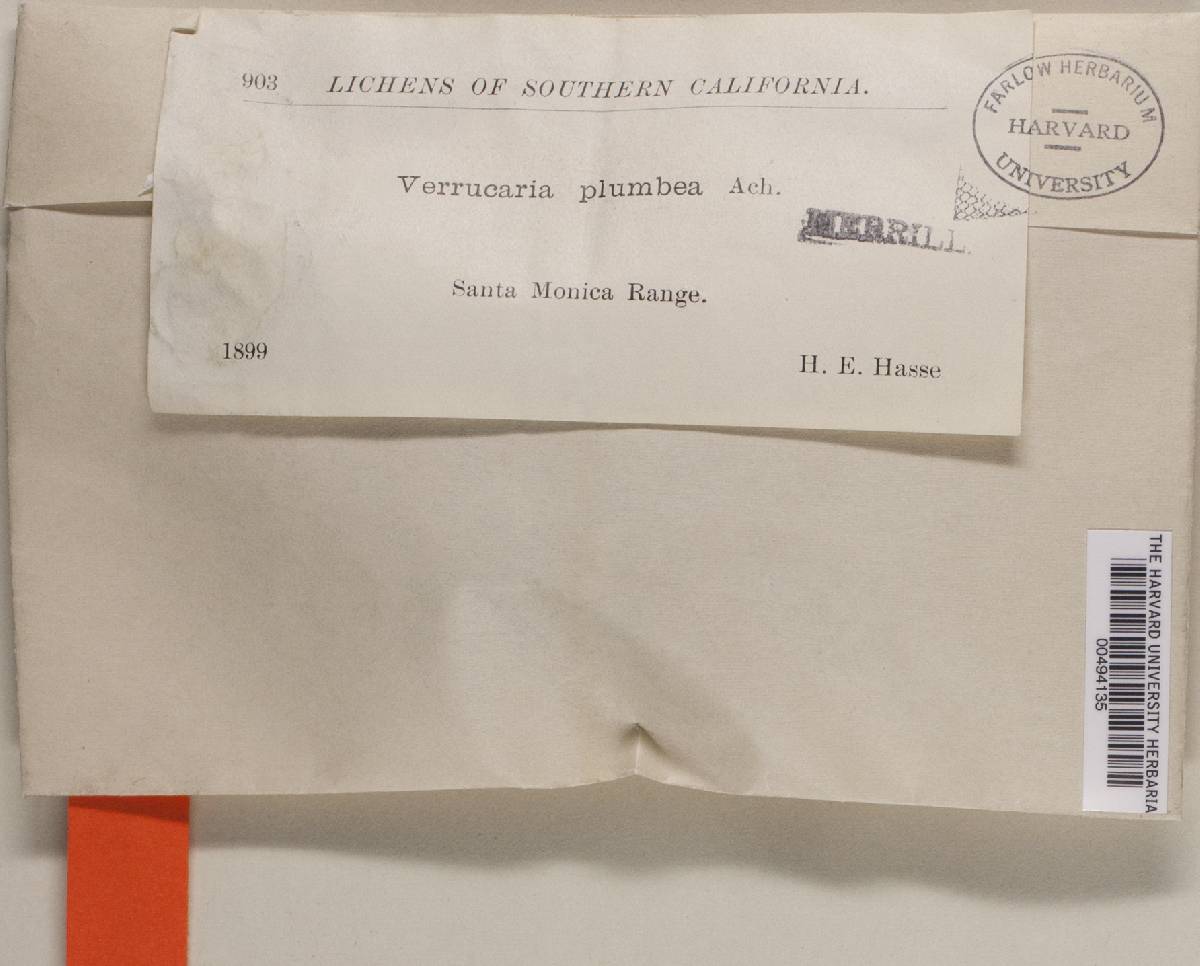 903 LICHENS OF SOUTHERN CALIFORNIA.
Verrucaria plumbea Ach.
MERRILL.
Santa Monica Range.
1899
H. E. Hasse
FARLOW HERBARIUM
HARVARD
UNIVERSITY
THE HARVARD UNIVERSITY HERBARIA
00494135